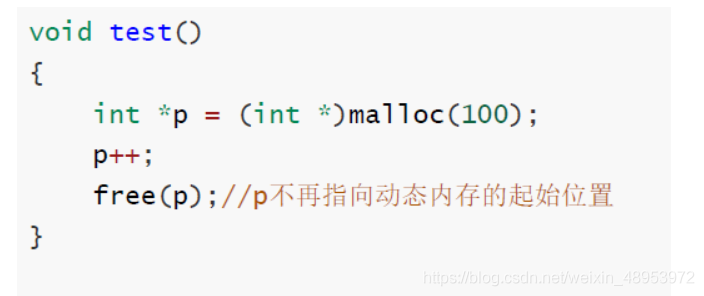 void test()
{
    int *p = (int *)malloc(100);
    p++;
    free(p);//p不再指向动态内存的起始位置
}
https://blog.csdn.net/weixin_48953972